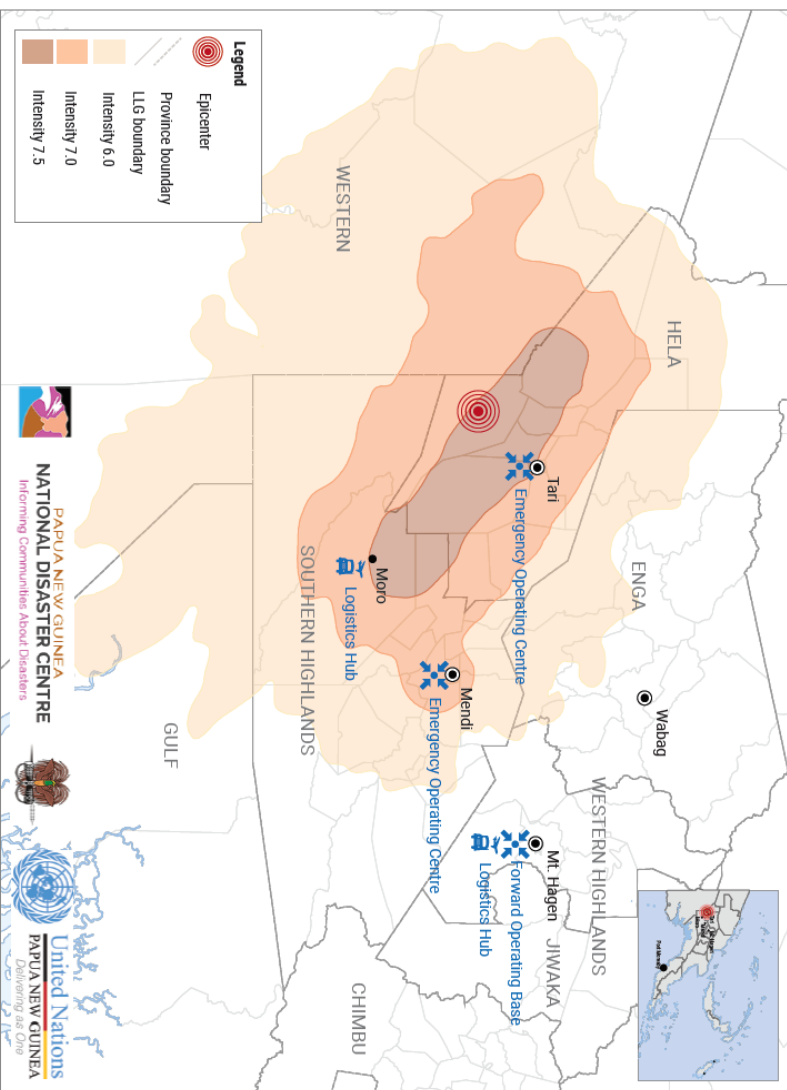 Legend
Epicenter
Province boundary
LLG boundary
Intensity 6.0
Intensity 7.0
Intensity 7.5
WESTERN
HELA
ENGA
Wabag
Tari
Emergency Operating Centre
Moro
Logistics Hub
SOUTHERN HIGHLANDS
Mendi
Emergency Operating Centre
GULF
WESTERN HIGHLANDS
Mt. Hagen
Forward Operating Base
Logistics Hub
JIWAKA
CHIMBU
PAPUA NEW GUINEA
NATIONAL DISASTER CENTRE
Informing Communities About Disasters
United Nations
PAPUA NEW GUINEA
Delivering as One